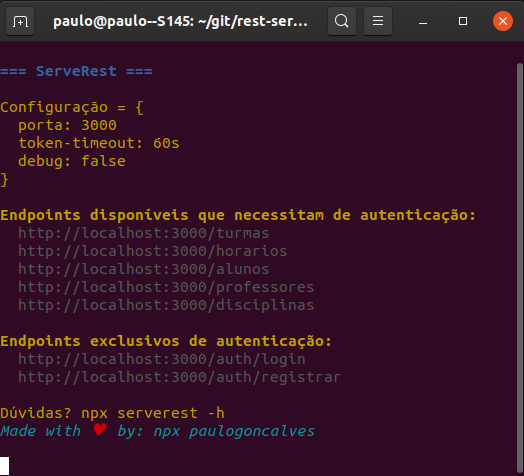 paulo@paulo--S145: ~/git/rest-ser...
=== ServeRest ===
Configuração = {
porta: 3000
token-timeout: 60s
debug: false
}
Endpoints disponíveis que necessitam de autenticação:
http://localhost:3000/turmas
http://localhost:3000/horarios
http://localhost:3000/alunos
http://localhost:3000/professores
http://localhost:3000/disciplinas
Endpoints exclusivos de autenticação:
http://localhost:3000/auth/login
http://localhost:3000/auth/registrar
Dúvidas? npx serverest -h
Made with ♥ by: npx paulogoncalves